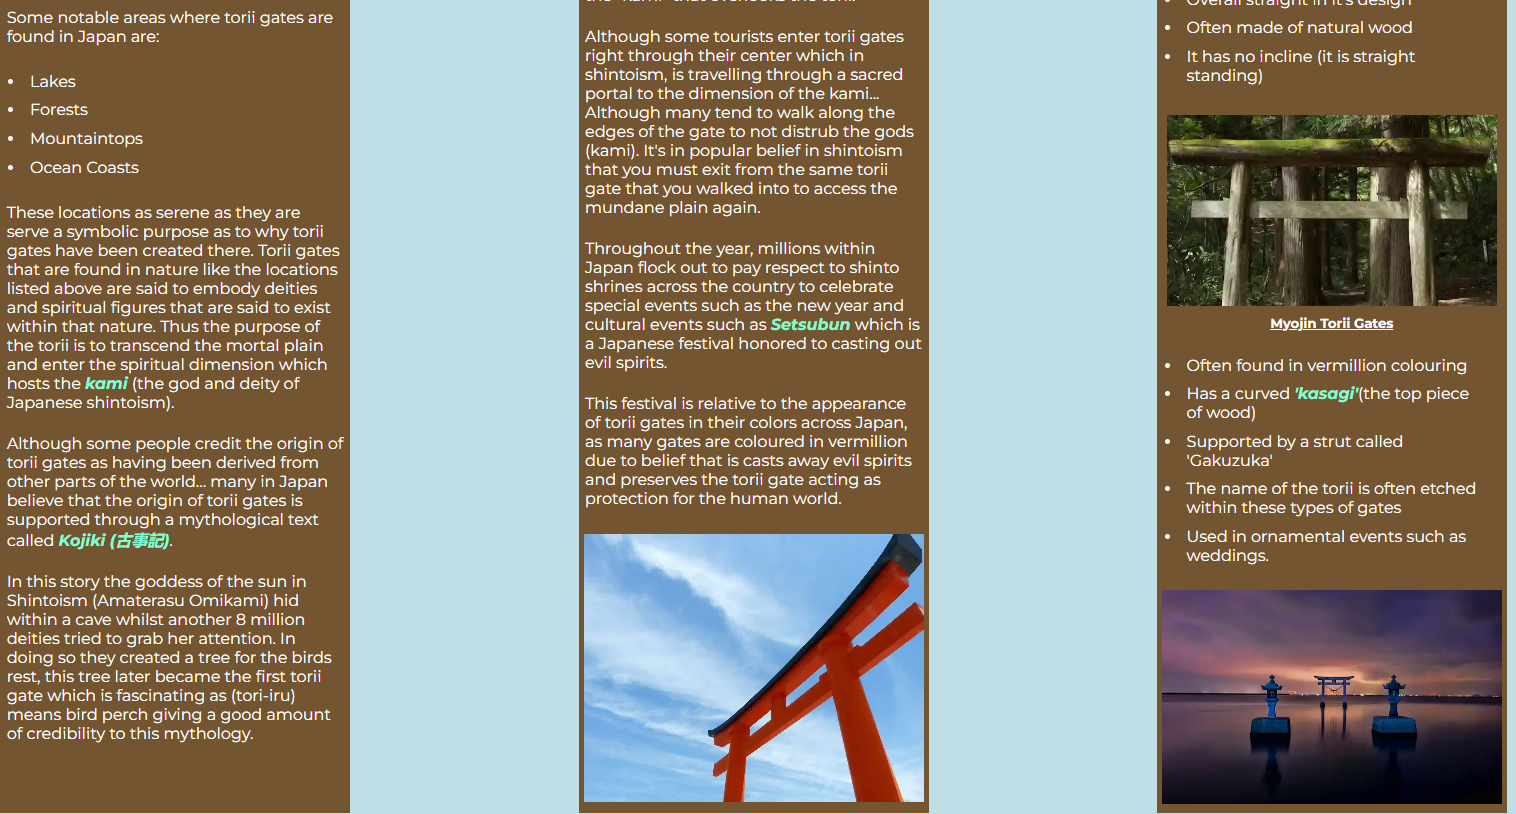 Some notable areas where torii gates are
found in Japan are:
Lakes
Forests
Mountaintops
Ocean Coasts
These locations as serene as they are
serve a symbolic purpose as to why torii
gates have been created there. Torii gates
that are found in nature like the locations
listed above are said to embody deities
and spiritual figures that are said to exist
within that nature. Thus the purpose of
the torii is to transcend the mortal plain
and enter the spiritual dimension which
hosts the kami (the god and deity of
Japanese shintoism).
Although some people credit the origin of
torii gates as having been derived from
other parts of the world... many in Japan
believe that the origin of torii gates is
supported through a mythological text
called Kojiki (古事記).
In this story the goddess of the sun in
Shintoism (Amaterasu Omikami) hid
within a cave whilst another 8 million
deities tried to grab her attention. In
doing so they created a tree for the birds
rest, this tree later became the first torii
gate which is fascinating as (tori-iru)
means bird perch giving a good amount
of credibility to this mythology.
Although some tourists enter torii gates
right through their center which in
shintoism, is travelling through a sacred
portal to the dimension of the kami...
Although many tend to walk along the
edges of the gate to not distrub the gods
(kami). It's in popular belief in shintoism
that you must exit from the same torii
gate that you walked into to access the
mundane plain again.
Throughout the year, millions within
Japan flock out to pay respect to shinto
shrines across the country to celebrate
special events such as the new year and
cultural events such as Setsubun which is
a Japanese festival honored to casting out
evil spirits.
This festival is relative to the appearance
of torii gates in their colors across Japan,
as many gates are coloured in vermillion
due to belief that is casts away evil spirits
and preserves the torii gate acting as
protection for the human world.
Overall straight in it's design
Often made of natural wood
It has no incline (it is straight
standing)
Myojin Torii Gates
Often found in vermillion colouring
Has a curved 'kasagi'(the top piece
of wood)
Supported by a strut called
'Gakuzuka'
The name of the torii is often etched
within these types of gates
Used in ornamental events such as
weddings.